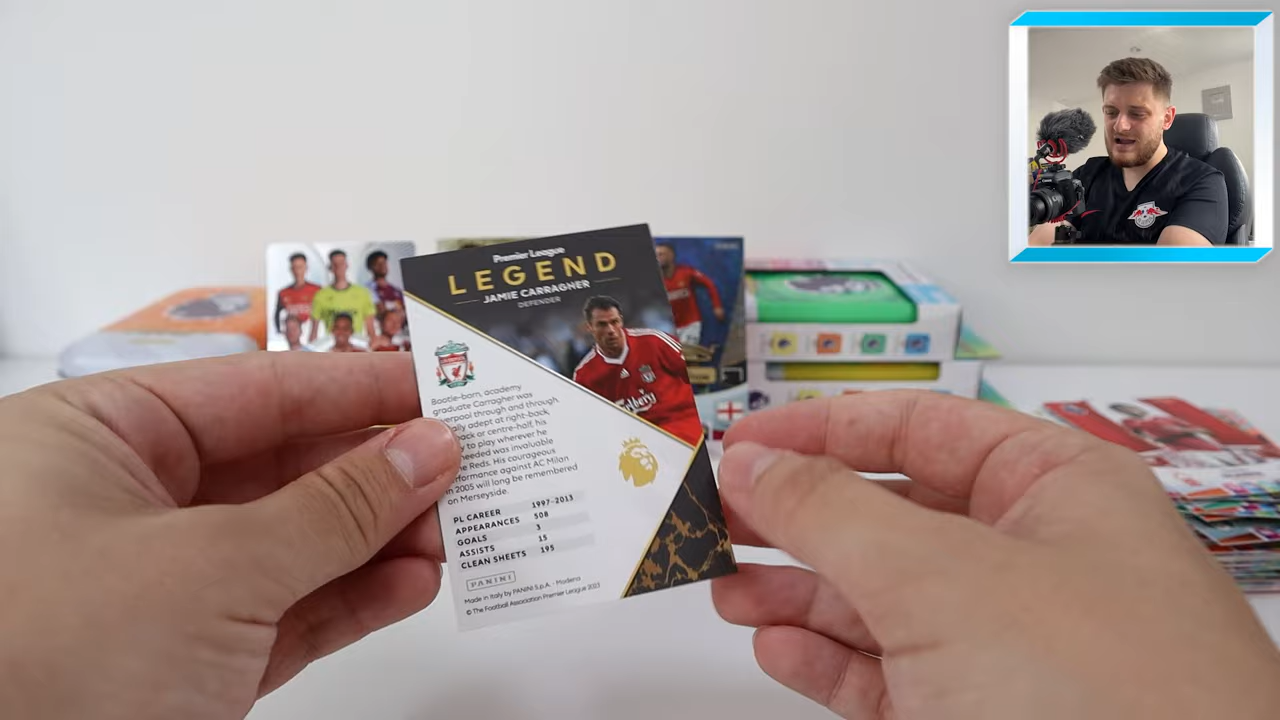 Premier League
LEGEND
JAMIE CARRAGHER
DEFENDER
Bootle-born, academy
graduate Carragher was
through and through.
adept at right-back,
or centre-half, his
to play wherever he
needed was invaluable
Reds. His courageous
against AC Milan
in 2005 will long be remembered
on Merseyside.
PL CAREER 1997-2013
APPEARANCES 508
GOALS 3
ASSISTS 15
CLEAN SHEETS 195
PANINI
Made in Italy by PANINI S.p.A. - Modena
© The Football Association Premier League 2023